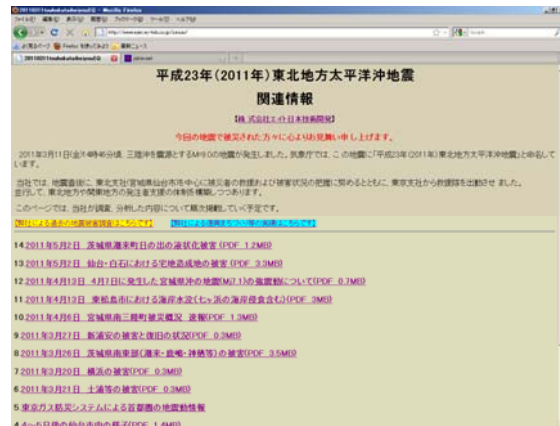 平成23年(2011年)東北地方太平洋沖地震
関連情報
【株式会社エイト日本技術開発】
今回の地震で被災された方々に心よりお見舞い申し上げます。
2011年3月11日(金)14時46分頃、三陸沖を震源とするM=9.0の地震が発生しました。気象庁では、この地震に「平成23年(2011年)東北地方太平洋沖地震」と命名して
います。
当社では、地震直後に、東北支社(宮城県仙台市)を中心に被災者の救援および被害状況の把握に努めるとともに、東京支社から救援隊を出動させました。
並行して、東北地方や関東地方の発注者支援の体制を構築しつつあります。
このページでは、当社が調査、分析した内容について順次掲載していく予定です。
14.2011年5月2日 茨城県潮来町日の出の液状化被害(PDF 1.2MB)
13.2011年5月2日 仙台・白石における宅地造成地の被害(PDF 3.3MB)
12.2011年4月13日 4月7日に発生した宮城県沖の地震(Mj7.1)の強震動について(PDF 0.7MB)
11.2011年4月13日 東松島市における海岸水没(七ヶ浜の海岸侵食含む)(PDF 3MB)
10.2011年4月6日 宮城県南三陸町被災概況 速報(PDF 1.3MB)
9.2011年3月27日 新浦安の被害と復旧の状況(PDF 0.3MB)
8.2011年3月26日 茨城県南東部(潮来・鹿嶋・神栖等)の被害(PDF 3.5MB)
7.2011年3月20日 横浜の被害(PDF 0.3MB)
6.2011年3月21日 土浦等の被害(PDF 0.3MB)
5.東京ガス防災システムによる首都圏の地震動情報
4.4～6日後の仙台市内の様子(PDF 1.4MB)